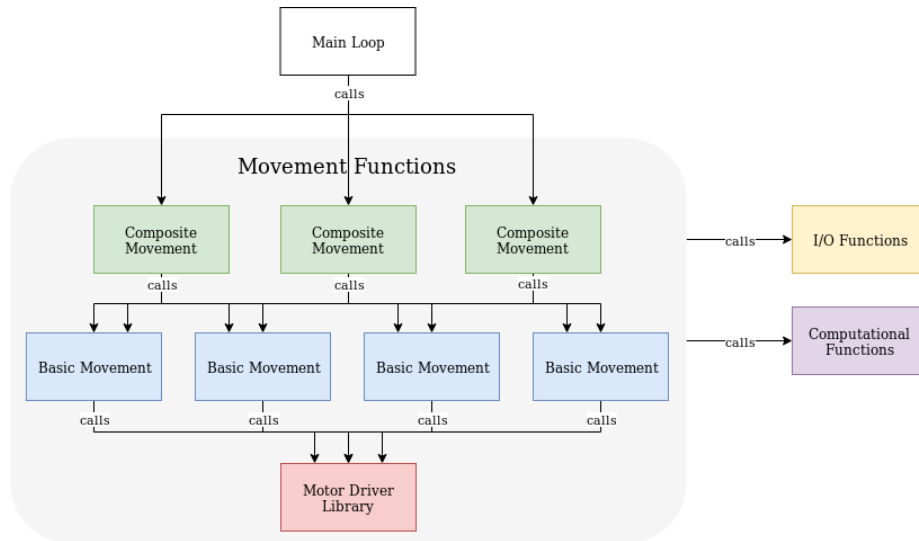 Main Loop
calls
Movement Functions
Composite
Movement
Composite
Movement
Composite
Movement
calls
I/O Functions
calls
calls
calls
Basic Movement
Basic Movement
Basic Movement
Basic Movement
calls
Computational
Functions
calls
calls
calls
calls
Motor Driver
Library